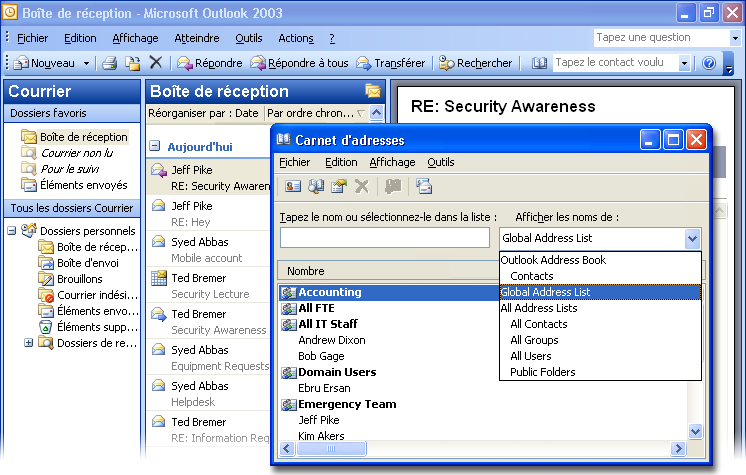 Boîte de réception - Microsoft Outlook 2003
Fichier Edition Affichage Atteindre Outils Actions ? Tapez une question
Nouveau Répondre Répondre à tous Transférer Rechercher Tapez le contact voulu
Courrier
Dossiers favoris
Boîte de réception
Courrier non lu
Pour le suivi
Éléments envoyés
Tous les dossiers Courrier
Dossiers personnels
Boîte de récep...
Boîte d'envoi
Brouillons
Courrier indési...
Éléments envo...
Éléments supp...
Dossiers de re...
Boîte de réception
Réorganiser par : Date Par ordre chron...
Aujourd'hui
Jeff Pike
RE: Security Awaren
Jeff Pike
RE: Hey
Syed Abbas
Mobile account
Ted Bremer
Security Lecture
Ted Bremer
Security Awareness
Syed Abbas
Equipment Requests
Syed Abbas
Helpdesk
Ted Bremer
RE: Information Req
RE: Security Awareness
Carnet d'adresses
Fichier Edition Affichage Outils
Tapez le nom ou sélectionnez-le dans la liste : Afficher les noms de :
Global Address List
Outlook Address Book
Contacts
Global Address List
All Address Lists
All Contacts
All Groups
All Users
Public Folders
Nombre
Accounting
All FTE
All IT Staff
Andrew Dixon
Bob Gage
Domain Users
Ebru Ersan
Emergency Team
Jeff Pike
Kim Akers